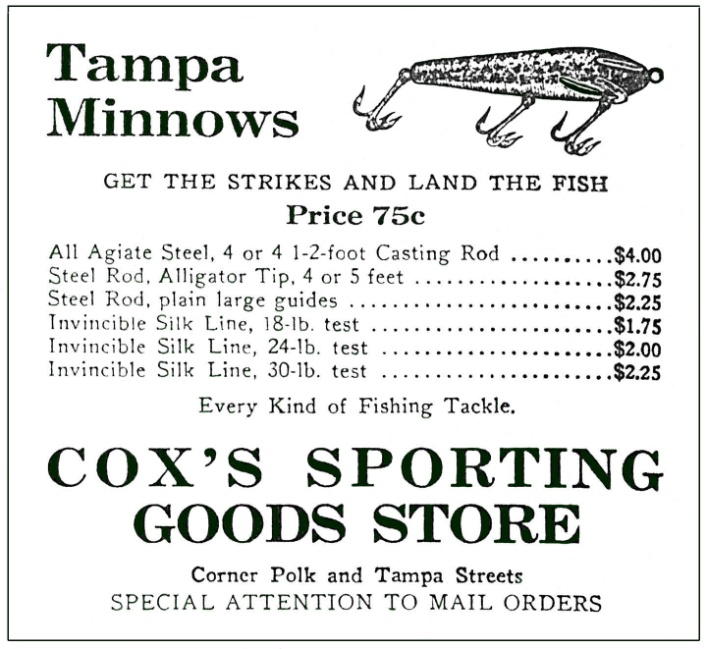 Tampa
Minnows
GET THE STRIKES AND LAND THE FISH
Price 75c
All Agiate Steel, 4 or 4 1-2-foot Casting Rod ..........$4.00
Steel Rod, Alligator Tip, 4 or 5 feet ......................$2.75
Steel Rod, plain large guides .............................$2.25
Invincible Silk Line, 18-lb. test ..........................$1.75
Invincible Silk Line, 24-lb. test .........................$2.00
Invincible Silk Line, 30-lb. test .........................$2.25
Every Kind of Fishing Tackle.
COX'S SPORTING
GOODS STORE
Corner Polk and Tampa Streets
SPECIAL ATTENTION TO MAIL ORDERS